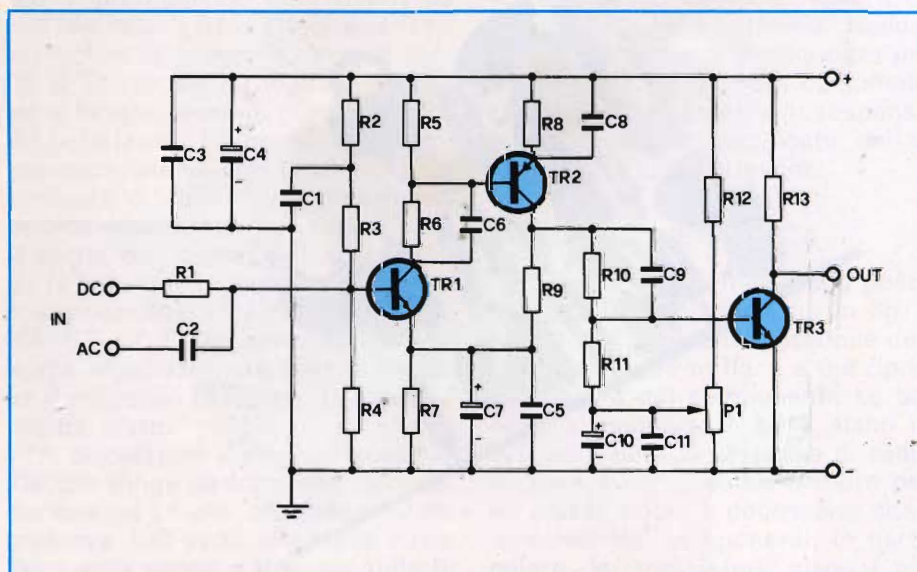 +
R2
R5
R8
C8
C3
+
C4
-
C1
TR2
R12
R13
R3
R6
C6
OUT
DC
R1
TR1
R9
R10
C9
TR3
IN
AC
C2
R4
R7
+
C7
-
C5
R11
+
C10
C11
P1
-